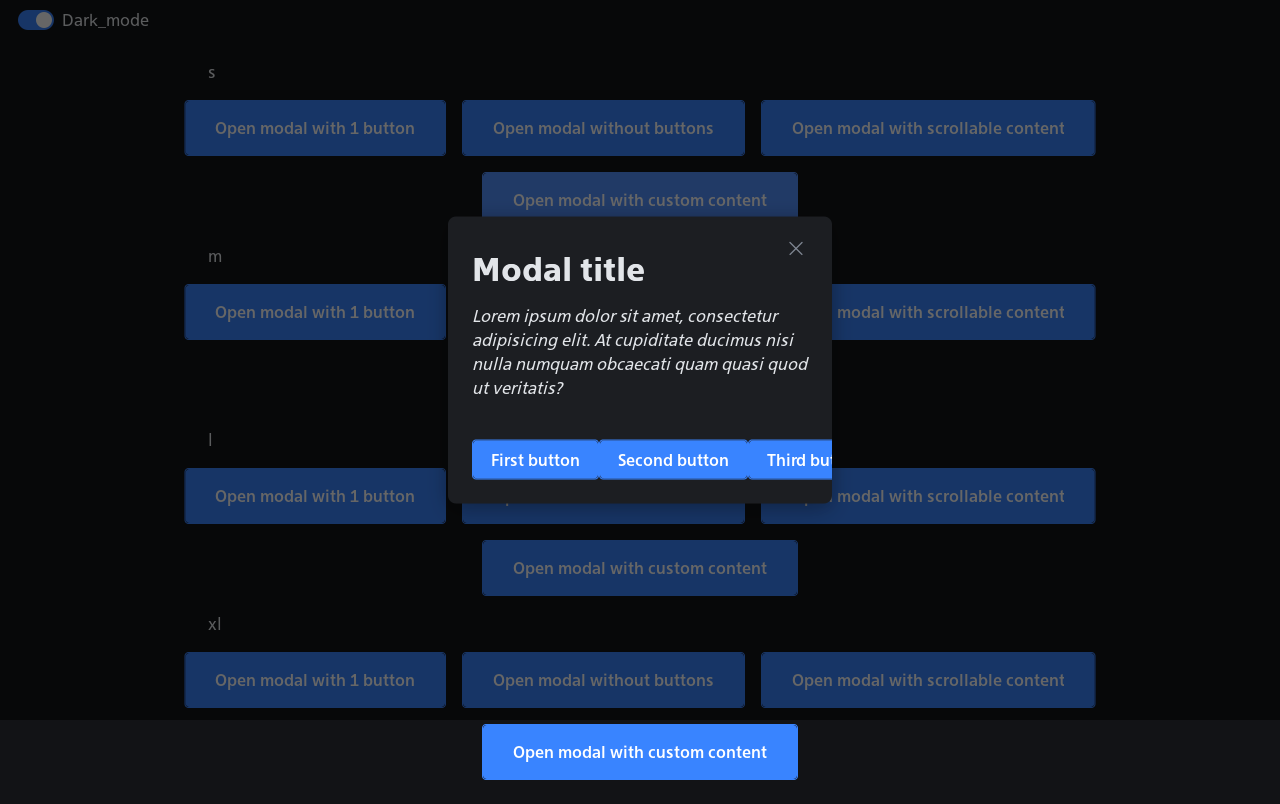 Dark_mode
s
Open modal with 1 button
Open modal without buttons
Open modal with scrollable content
Open modal with custom content
Modal title
Lorem ipsum dolor sit amet, consectetur
adipisicing elit. At cupiditate ducimus nisi
nulla numquam obcaecati quam quasi quod
ut veritatis?
First button
Second button
Third but
m
Open modal with 1 button
modal with scrollable content
l
Open modal with 1 button
modal with scrollable content
Open modal with custom content
xl
Open modal with 1 button
Open modal without buttons
Open modal with scrollable content
Open modal with custom content